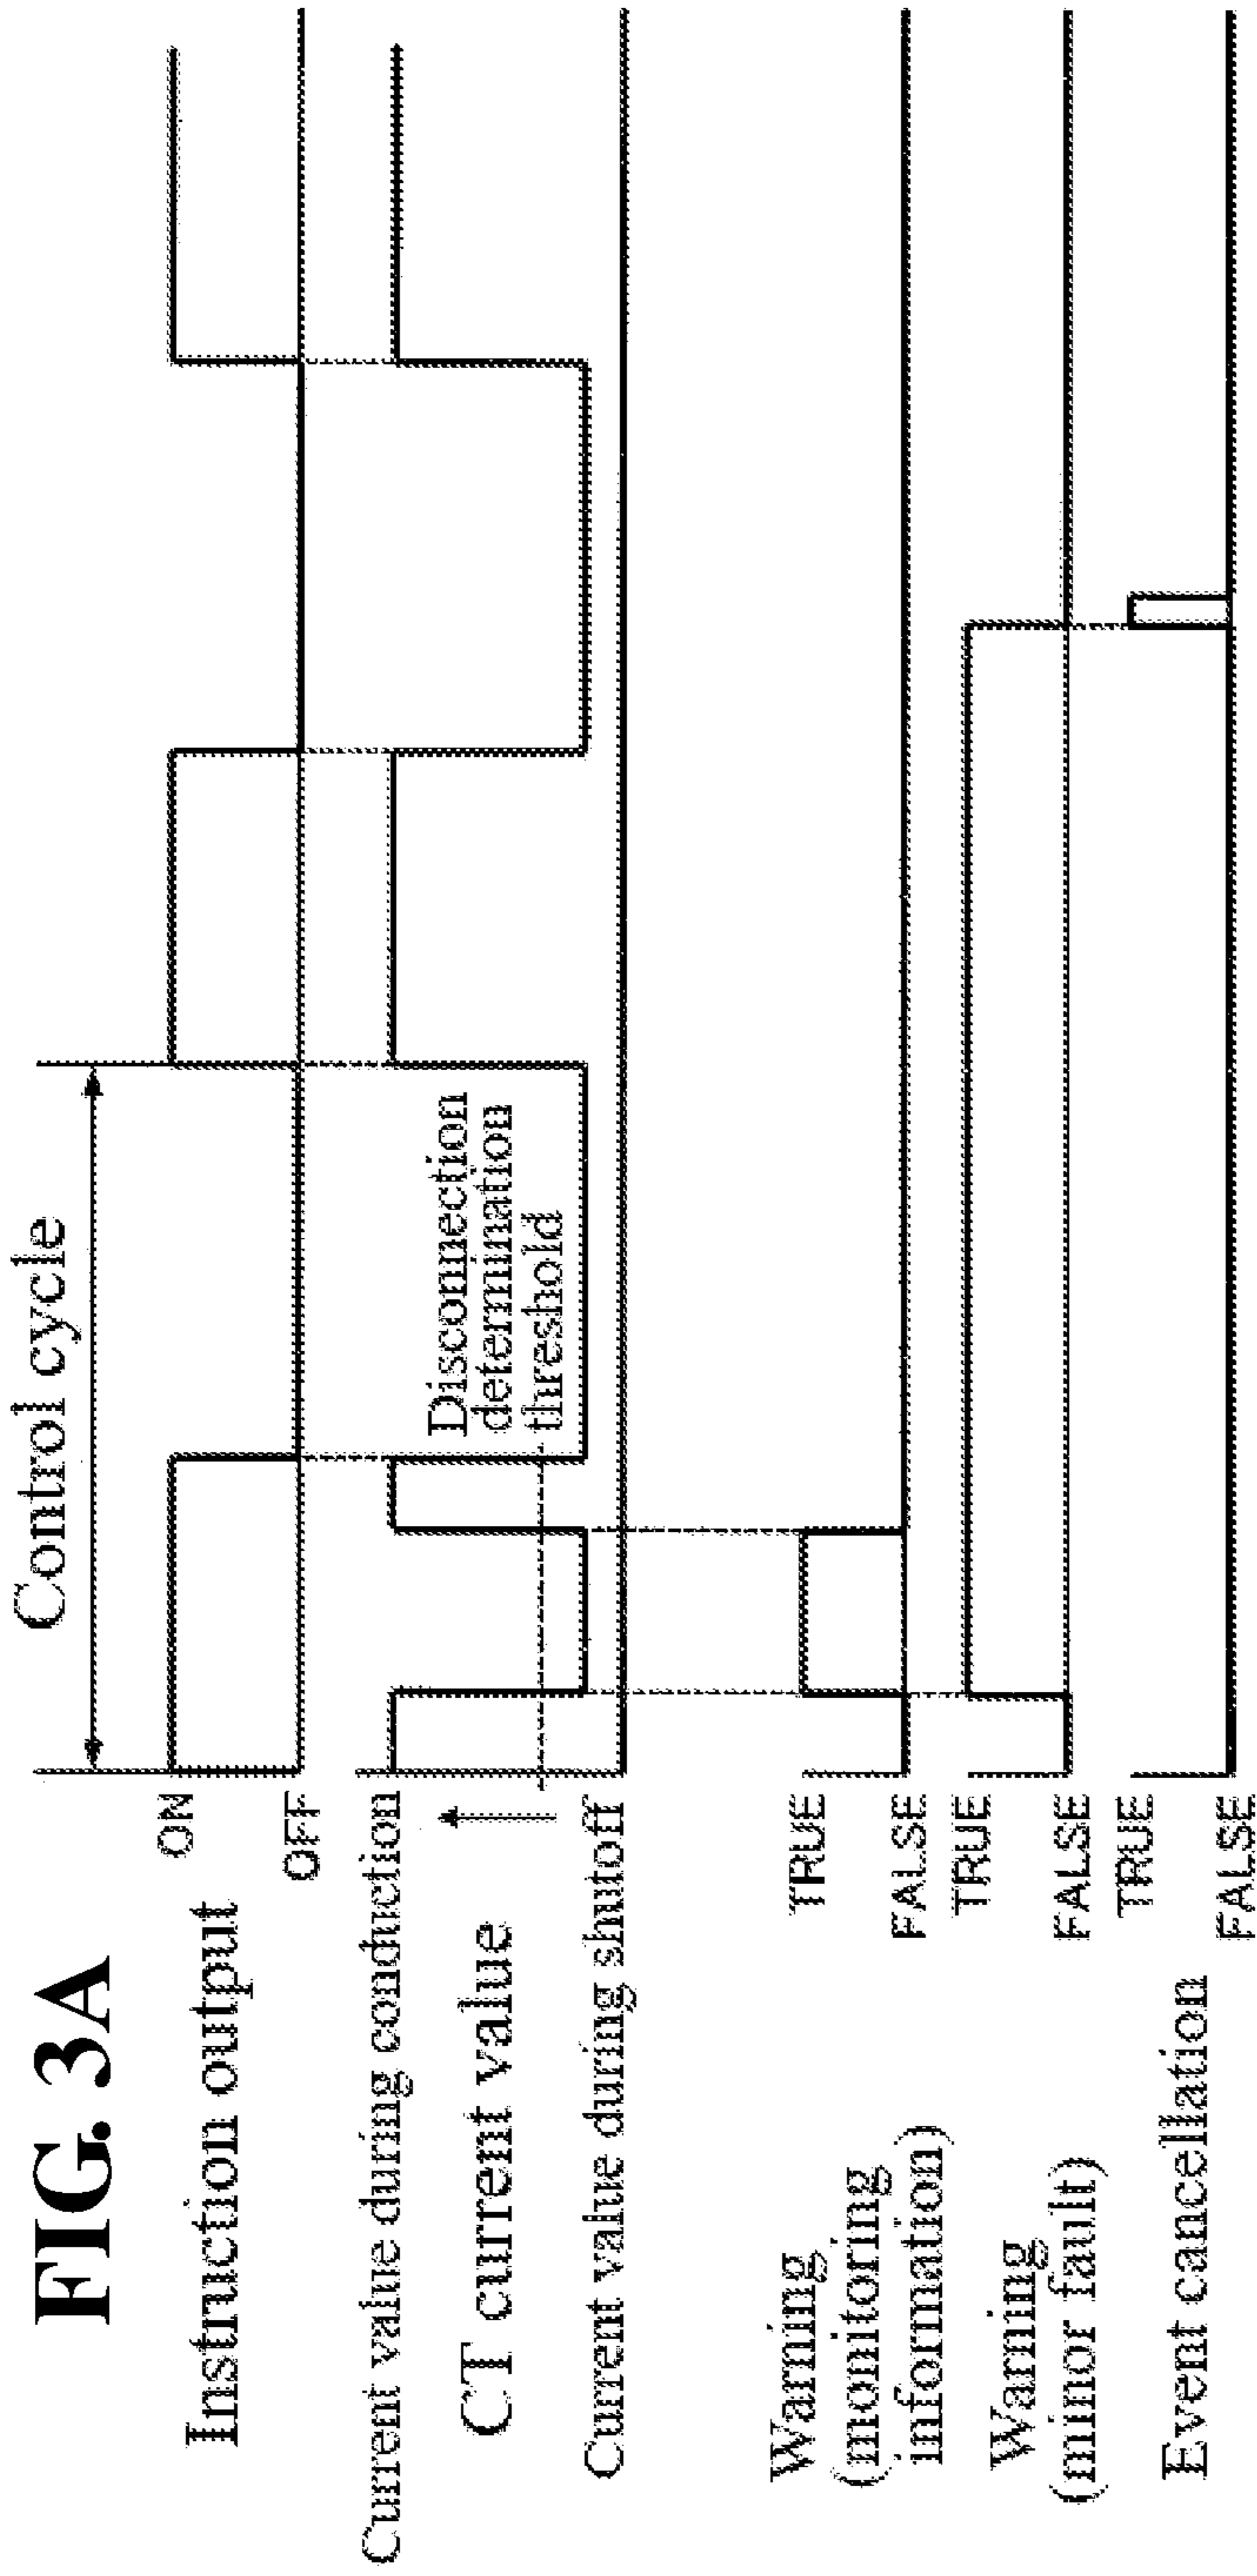 FIG. 3A
Control cycle
Instruction output
ON
OFF
Current value during conduction
CT current value
Current value during shutoff
Disconnection
determination
threshold
Warning
(monitoring
information)
TRUE
FALSE
Warning
(minor fault)
TRUE
FALSE
Event cancellation
TRUE
FALSE